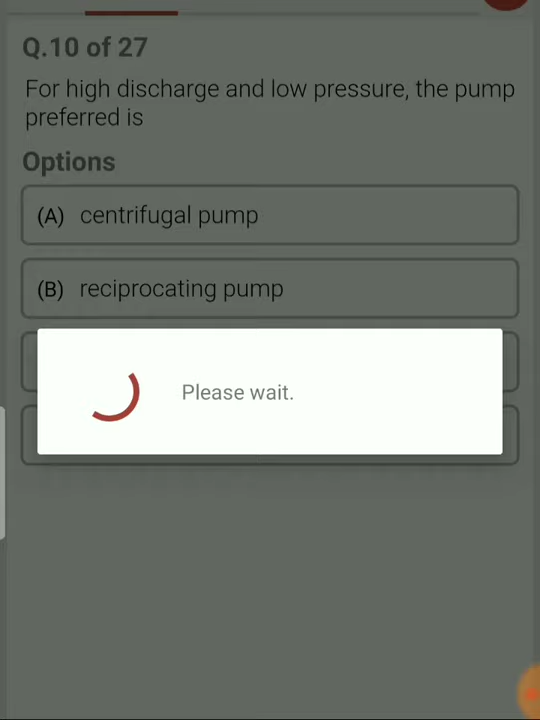 Q.10 of 27
For high discharge and low pressure, the pump
preferred is
Options
(A) centrifugal pump
(B) reciprocating pump
Please wait.